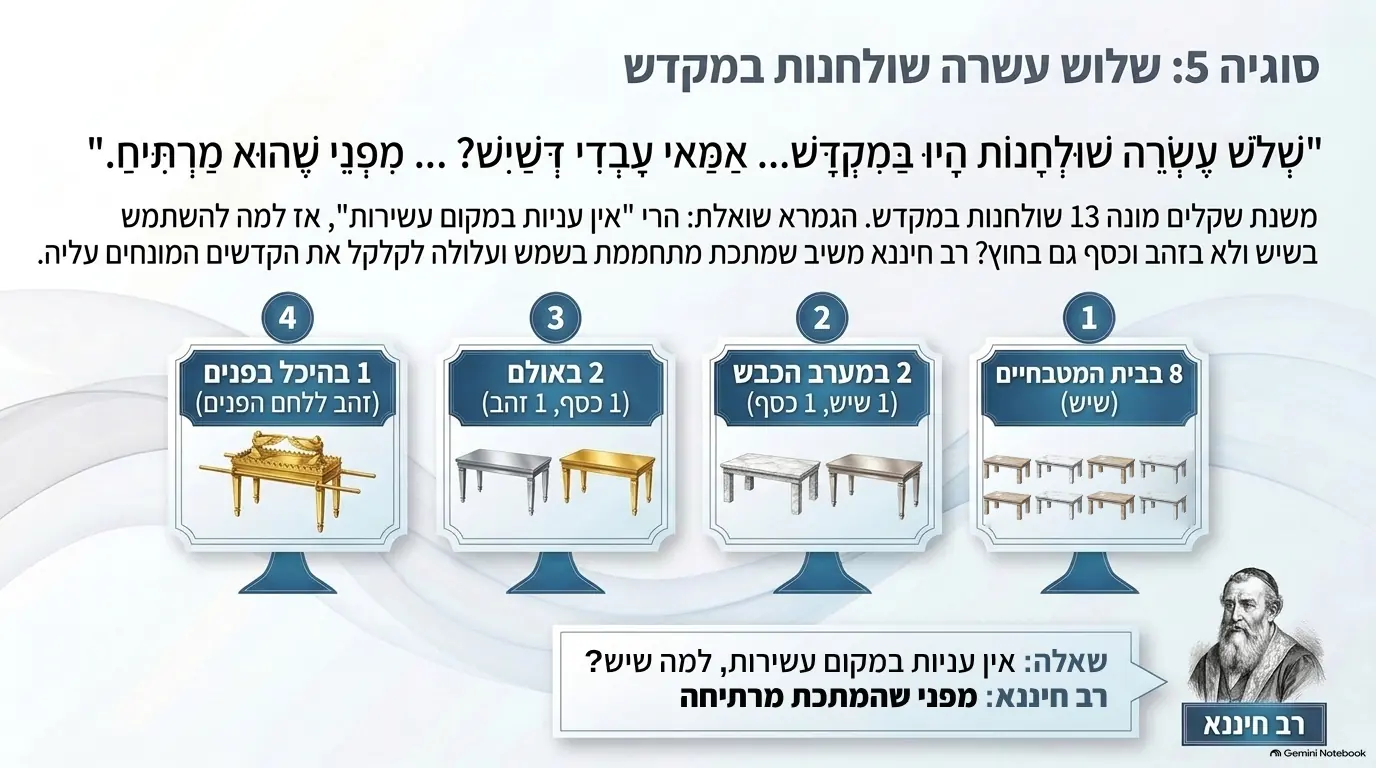 סוגיה 5: שלוש עשרה שולחנות במקדש
"שְׁלֹשׁ עֶשְׂרֵה שׁוּלְחָנוֹת הָיוּ בַּמִקְדָּשׁ... אַמַּאי עָבְדִי דְּשַׁיִשׁ? ... מִפְנֵי שֶׁהוּא מַרְתִּיחַ."
משנת שקלים מונה 13 שולחנות במקדש. הגמרא שואלת: הרי "אין עניות במקום עשירות", אז למה להשתמש
בשיש ולא בזהב וכסף גם בחוץ? רב חיננא משיב שמתכת מתחממת בשמש ועלולה לקלקל את הקדשים המונחים עליה.
1
8 בבית המטבחיים
(שיש)
2
2 במערב הכבש
(1 שיש, 1 כסף)
3
2 באולם
(1 כסף, 1 זהב)
4
1 בהיכל בפנים
(זהב ללחם הפנים)
שאלה: אין עניות במקום עשירות, למה שיש?
רב חיננא: מפני שהמתכת מרתיחה
רב חיננא
Gemini Notebook